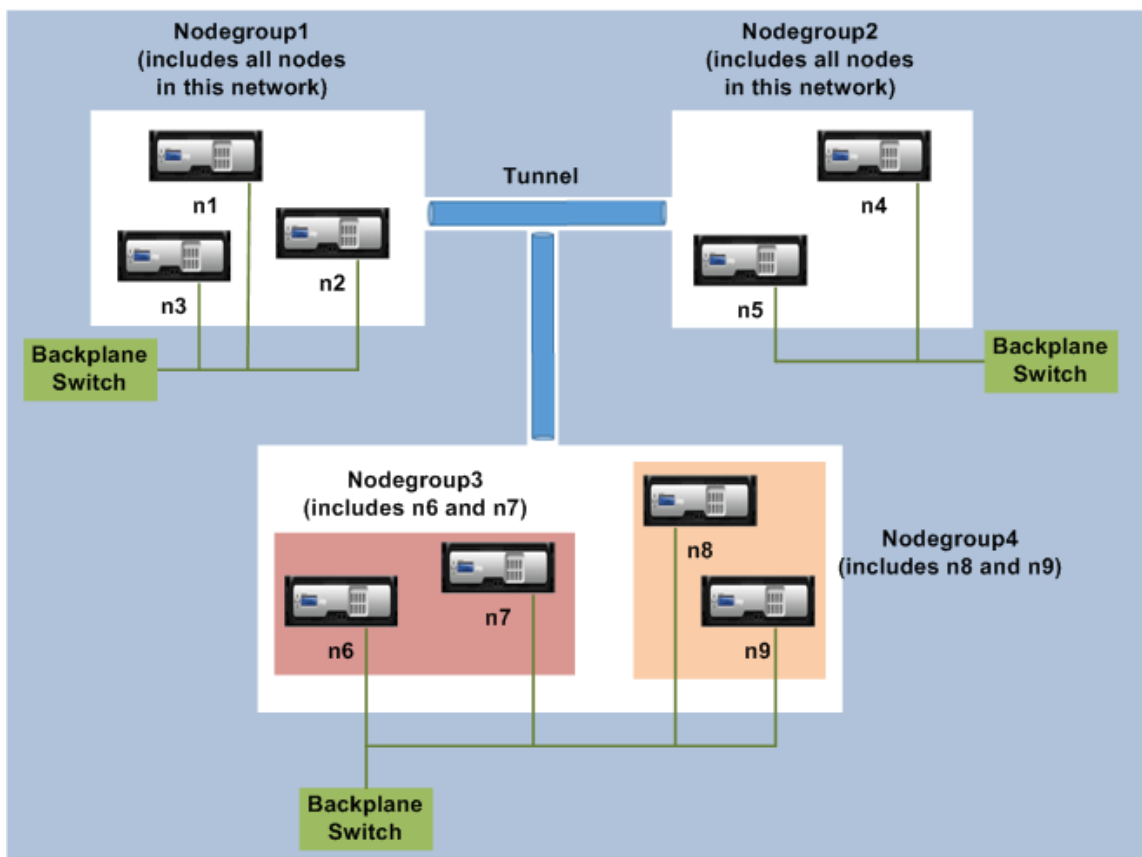 Nodegroup1
(includes all nodes
in this network)
Nodegroup2
(includes all nodes
in this network)
Tunnel
n1
n2
n3
n4
n5
Backplane
Switch
Backplane
Switch
Nodegroup3
(includes n6 and n7)
n6
n7
n8
n9
Nodegroup4
(includes n8 and n9)
Backplane
Switch